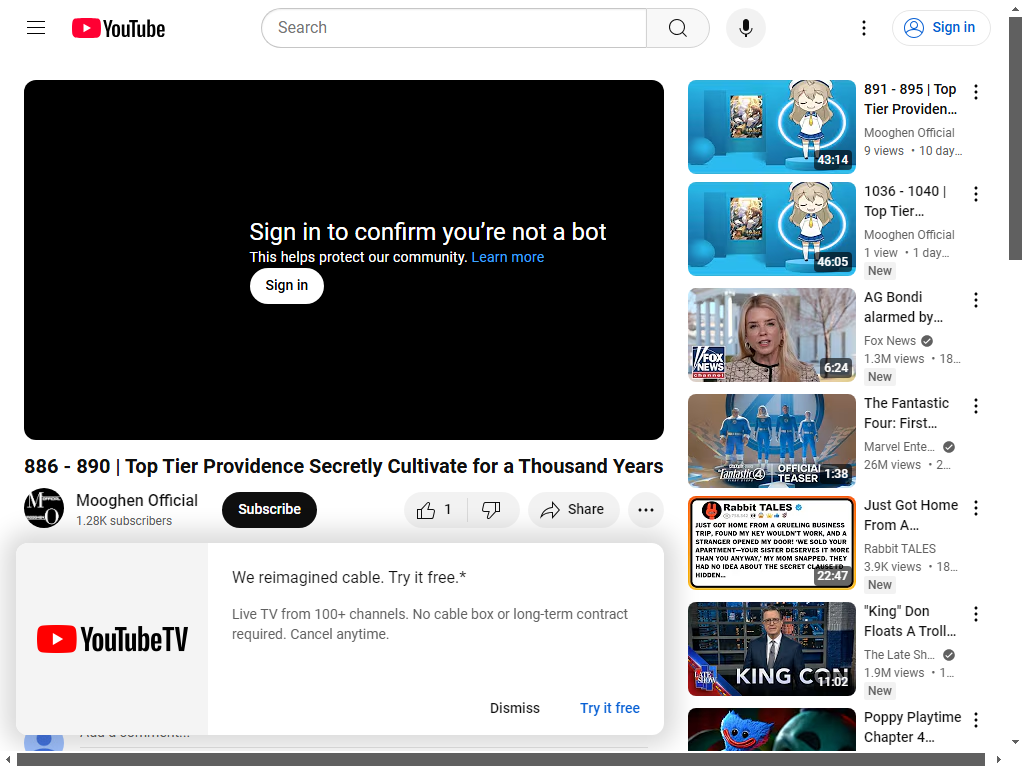 YouTube
Search
Sign in
Sign in to confirm you’re not a bot
This helps protect our community. Learn more
Sign in
886 - 890 | Top Tier Providence Secretly Cultivate for a Thousand Years
Mooghen Official
1.28K subscribers
Subscribe
1
Share
We reimagined cable. Try it free.*
Live TV from 100+ channels. No cable box or long-term contract
required. Cancel anytime.
YouTubeTV
Dismiss
Try it free
Add a comment...
43:14
891 - 895 | Top
Tier Providen...
Mooghen Official
9 views • 10 day...
46:05
1036 - 1040 |
Top Tier...
Mooghen Official
1 view • 1 day...
New
FOX
NEWS
channel
6:24
AG Bondi
alarmed by...
Fox News
1.3M views • 18...
New
Fantastic 4
OFFICIAL
TEASER
1:38
The Fantastic
Four: First...
Marvel Ente...
26M views • 2...
Rabbit TALES
JUST GOT HOME FROM A GRUELING BUSINESS
TRIP, FOUND MY KEY WOULDN'T WORK, AND A
STRANGER OPENED MY DOOR! 'WE SOLD YOUR
APARTMENT—YOUR SISTER DESERVES IT MORE
THAN YOU ANYWAY,' MY MOM SNAPPED. THEY
HAD NO IDEA ABOUT THE SECRET CLAUSE I'D
HIDDEN...
22:47
Just Got Home
From A...
Rabbit TALES
3.9K views • 18...
New
LATE SHOW
KING CON
11:02
"King" Don
Floats A Troll...
The Late Sh...
1.9M views • 1...
New
Poppy Playtime
Chapter 4...